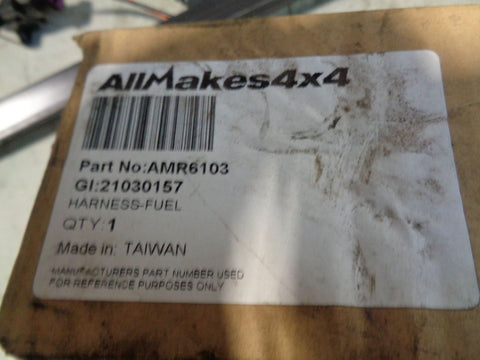 AllMakes4x4
Part No:AMR6103
GI:21030157
HARNESS-FUEL
QTY:1
Made in: TAIWAN
MANUFACTURERS PART NUMBER USED
FOR REFERENCE PURPOSES ONLY